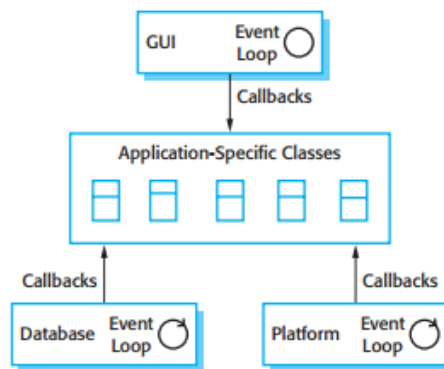 GUI Event Loop
Callbacks
Application-Specific Classes
Callbacks
Callbacks
Database Event Loop
Platform Event Loop